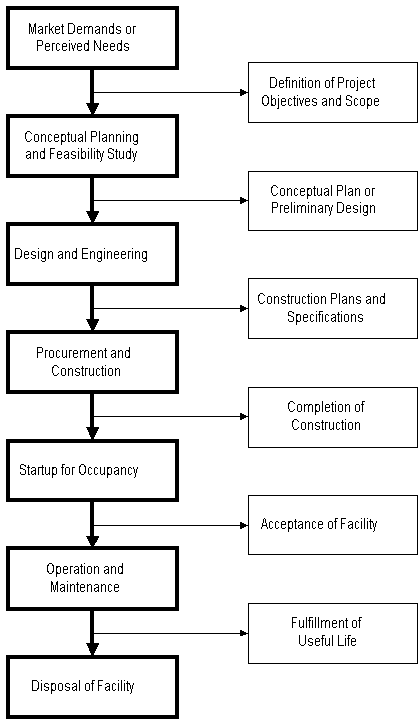 Market Demands or
Perceived Needs
Definition of Project
Objectives and Scope
Conceptual Planning
and Feasibility Study
Conceptual Plan or
Preliminary Design
Design and Engineering
Construction Plans and
Specifications
Procurement and
Construction
Completion of
Construction
Startup for Occupancy
Acceptance of Facility
Operation and
Maintenance
Fulfillment of
Useful Life
Disposal of Facility